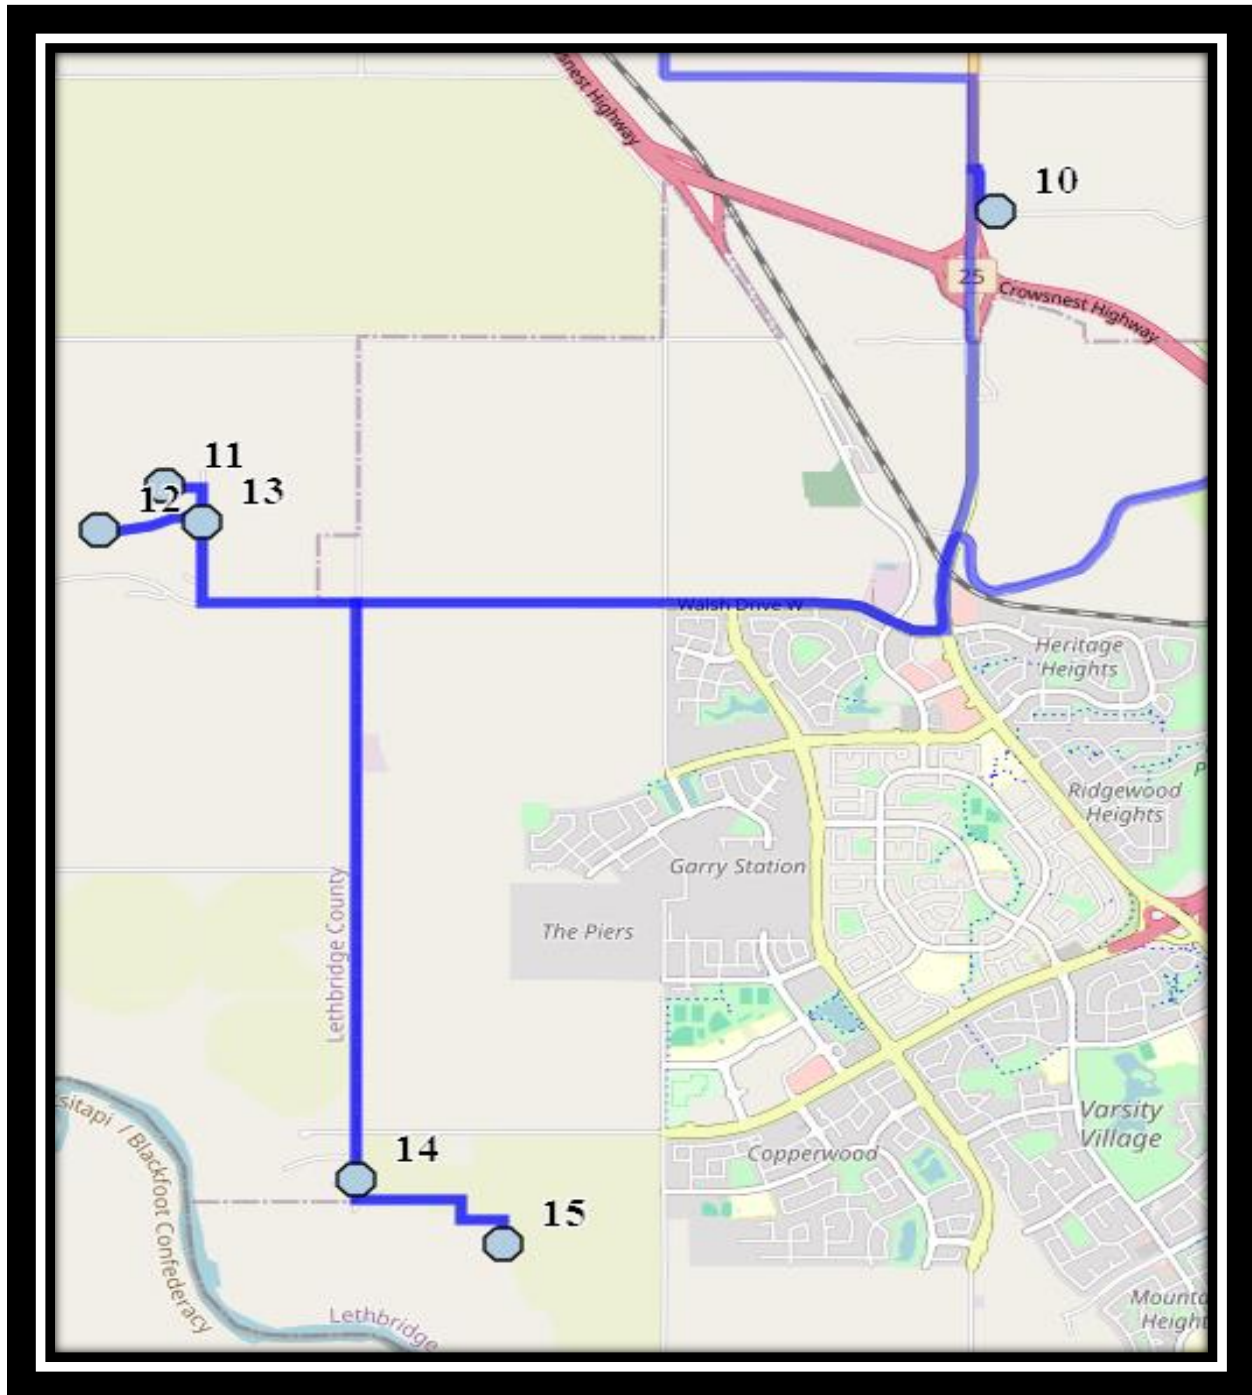 snest Highway
10
25
Crowsnest Highway
11
12
13
Walsh Drive W
Heritage
Heights
P
Ridgewood
Heights
Garry Station
The Piers
Lethbridge County
Varsity
Village
Copperwood
14
15
sitapi / Blackfoot Confederacy
Lethbridge
Mounta
Height